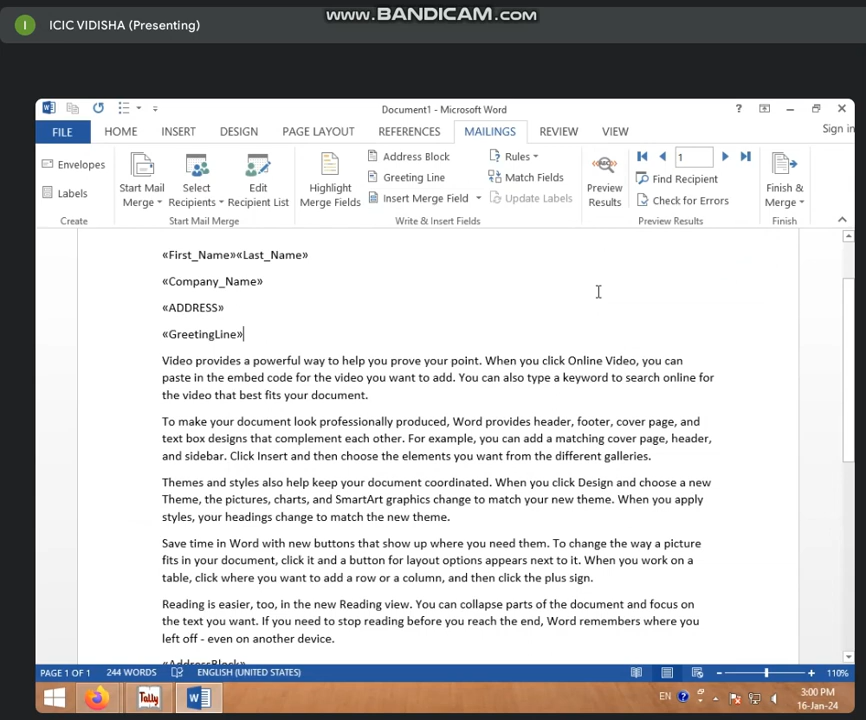 www.BANDICAM.com
I ICIC VIDISHA (Presenting)
Document1 - Microsoft Word
?
FILE HOME INSERT DESIGN PAGE LAYOUT REFERENCES MAILINGS REVIEW VIEW Sign in
Envelopes
Labels
Create
Start Mail Merge
Select Recipients
Edit Recipient List
Start Mail Merge
Highlight Merge Fields
Address Block
Greeting Line
Insert Merge Field
Rules
Match Fields
Update Labels
Write & Insert Fields
ABC
Preview Results
1
Find Recipient
Check for Errors
Preview Results
Finish & Merge
Finish
«First_Name»«Last_Name»
«Company_Name»
«ADDRESS»
«GreetingLine»
Video provides a powerful way to help you prove your point. When you click Online Video, you can
paste in the embed code for the video you want to add. You can also type a keyword to search online for
the video that best fits your document.
To make your document look professionally produced, Word provides header, footer, cover page, and
text box designs that complement each other. For example, you can add a matching cover page, header,
and sidebar. Click Insert and then choose the elements you want from the different galleries.
Themes and styles also help keep your document coordinated. When you click Design and choose a new
Theme, the pictures, charts, and SmartArt graphics change to match your new theme. When you apply
styles, your headings change to match the new theme.
Save time in Word with new buttons that show up where you need them. To change the way a picture
fits in your document, click it and a button for layout options appears next to it. When you work on a
table, click where you want to add a row or a column, and then click the plus sign.
Reading is easier, too, in the new Reading view. You can collapse parts of the document and focus on
the text you want. If you need to stop reading before you reach the end, Word remembers where you
left off - even on another device.
«AddressBlock»
PAGE 1 OF 1 244 WORDS ENGLISH (UNITED STATES) 110%
Tally
EN
3:00 PM
16-Jan-24